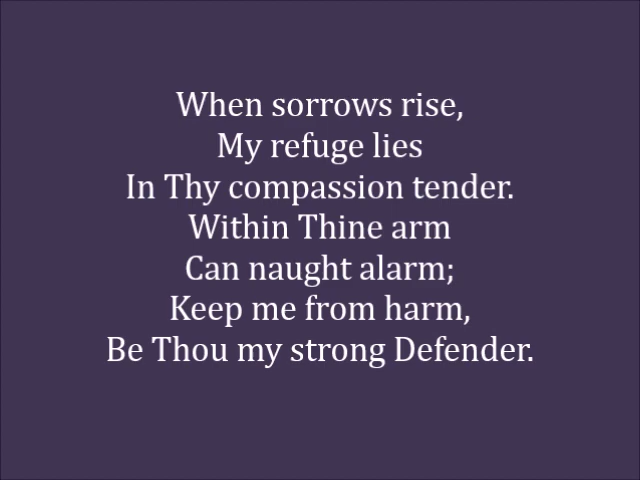 When sorrows rise,
My refuge lies
In Thy compassion tender.
Within Thine arm
Can naught alarm;
Keep me from harm,
Be Thou my strong Defender.